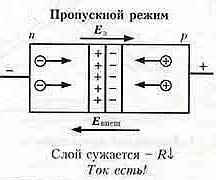 Пропускной режим
Eз
n p
− +
− + + − +
+ −
+ −
− + − +
+ −
Eвнеш
Слой сужается – R↓
Ток есть!